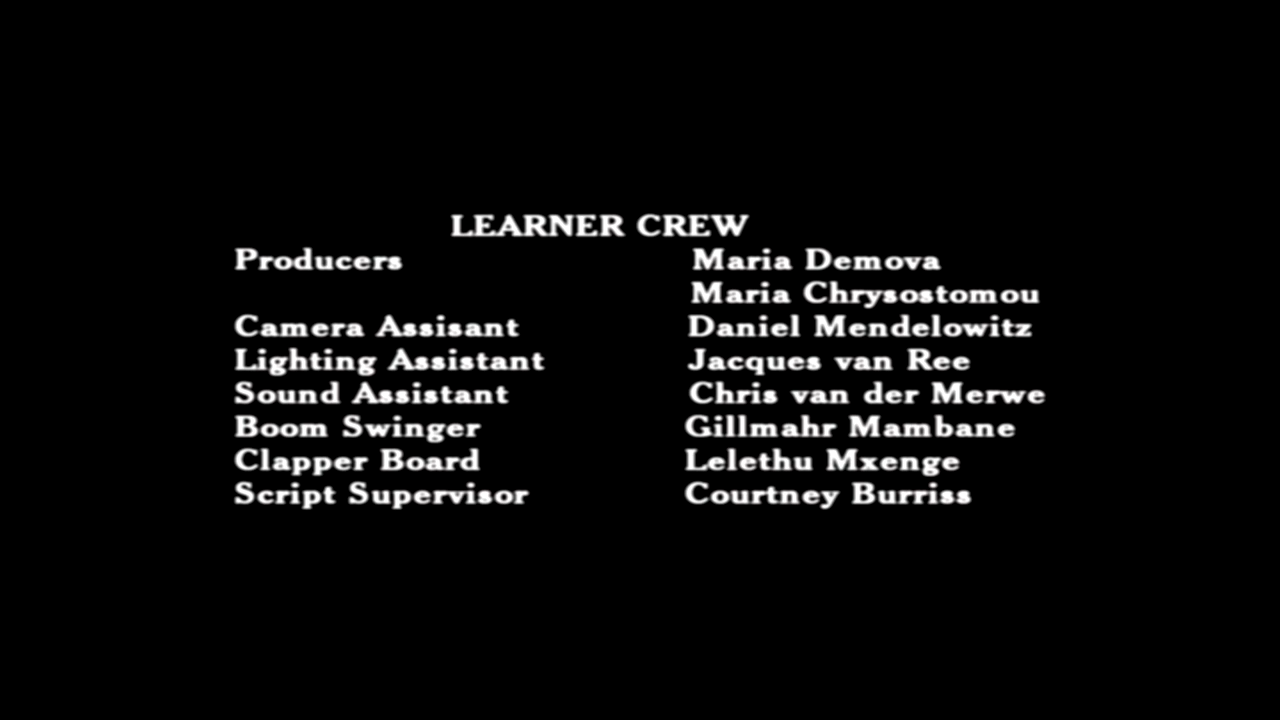 LEARNER CREW
Producers Maria Demova
Maria Chrysostomou
Camera Assisant Daniel Mendelowitz
Lighting Assistant Jacques van Ree
Sound Assistant Chris van der Merwe
Boom Swinger Gillmahr Mambane
Clapper Board Lelethu Mxenge
Script Supervisor Courtney Burriss